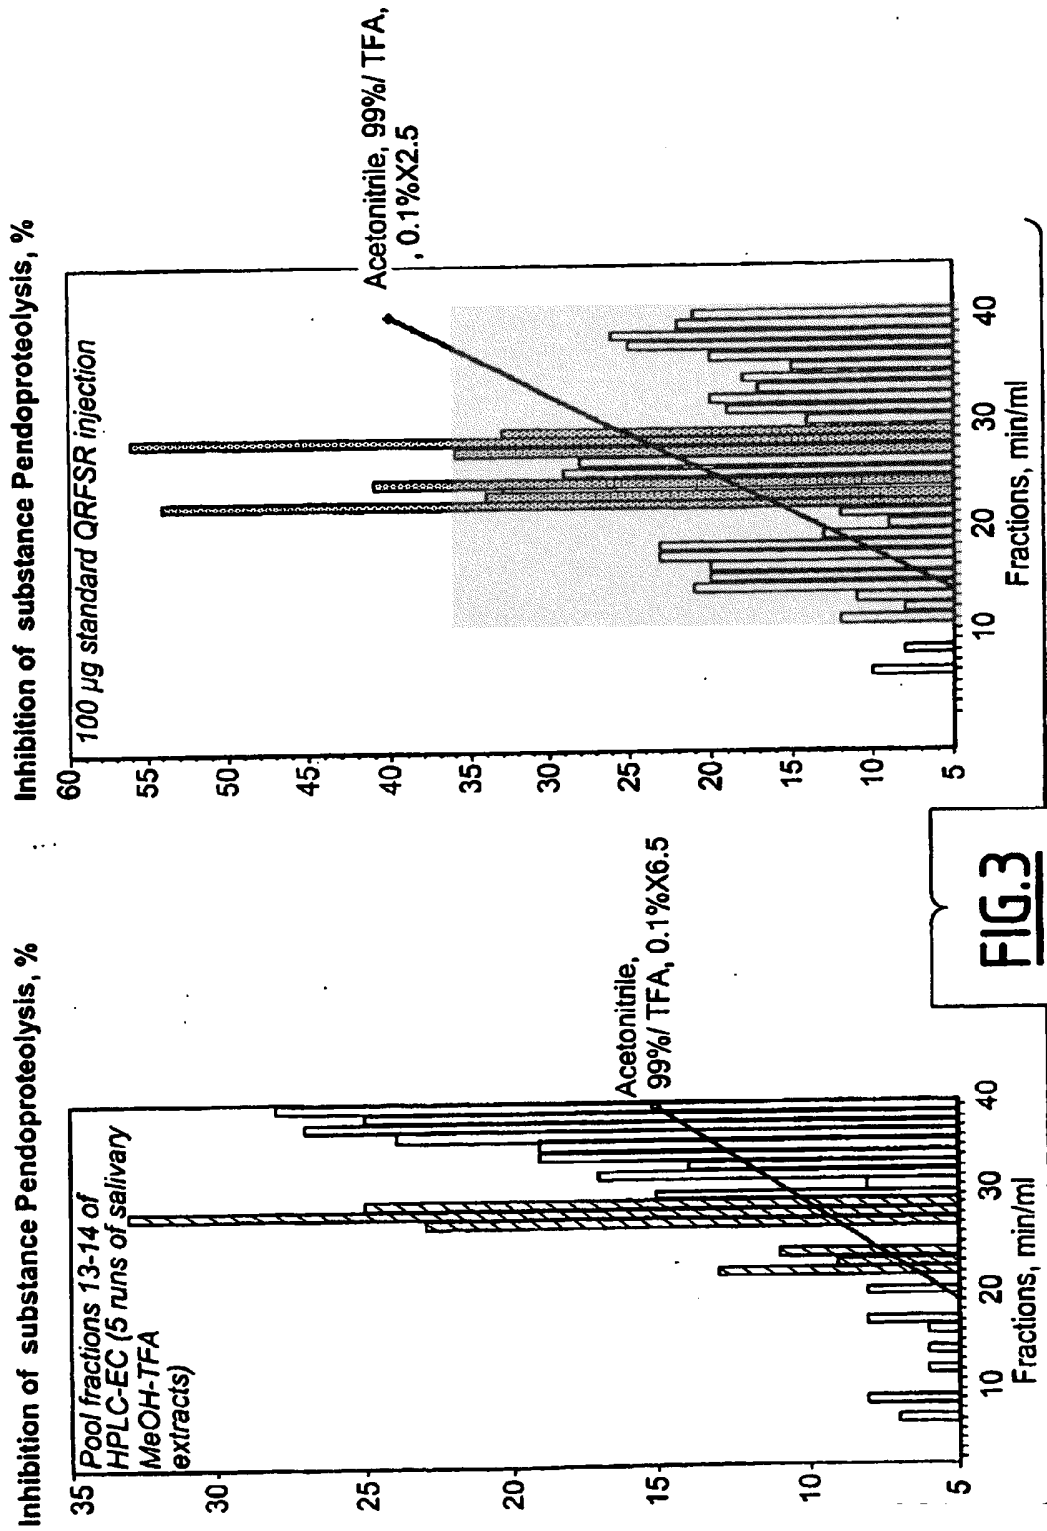 Inhibition of substance Pendoproteolysis, %
35
30
25
20
15
10
5
Pool fractions 13-14 of
HPLC-EC (5 runs of salivary
MeOH-TFA
extracts)
Acetonitrile,
99%/ TFA, 0.1%X6.5
10
20
30
40
Fractions, min/ml
Inhibition of substance Pendoproteolysis, %
60
55
50
45
40
35
30
25
20
15
10
5
100 µg standard QRFSR injection
Acetonitrile, 99%/ TFA,
, 0.1%X2.5
10
20
30
40
Fractions, min/ml
FIG.3